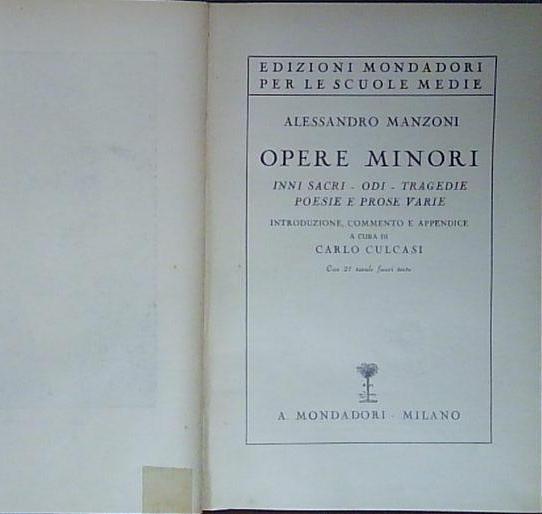 EDIZIONI MONDADORI
PER LE SCUOLE MEDIE
ALESSANDRO MANZONI
OPERE MINORI
INNI SACRI - ODI - TRAGEDIE
POESIE E PROSE VARIE
INTRODUZIONE, COMMENTO E APPENDICE
A CURA DI
CARLO CULCASI
Con 21 tavole fuori testo
A. MONDADORI - MILANO